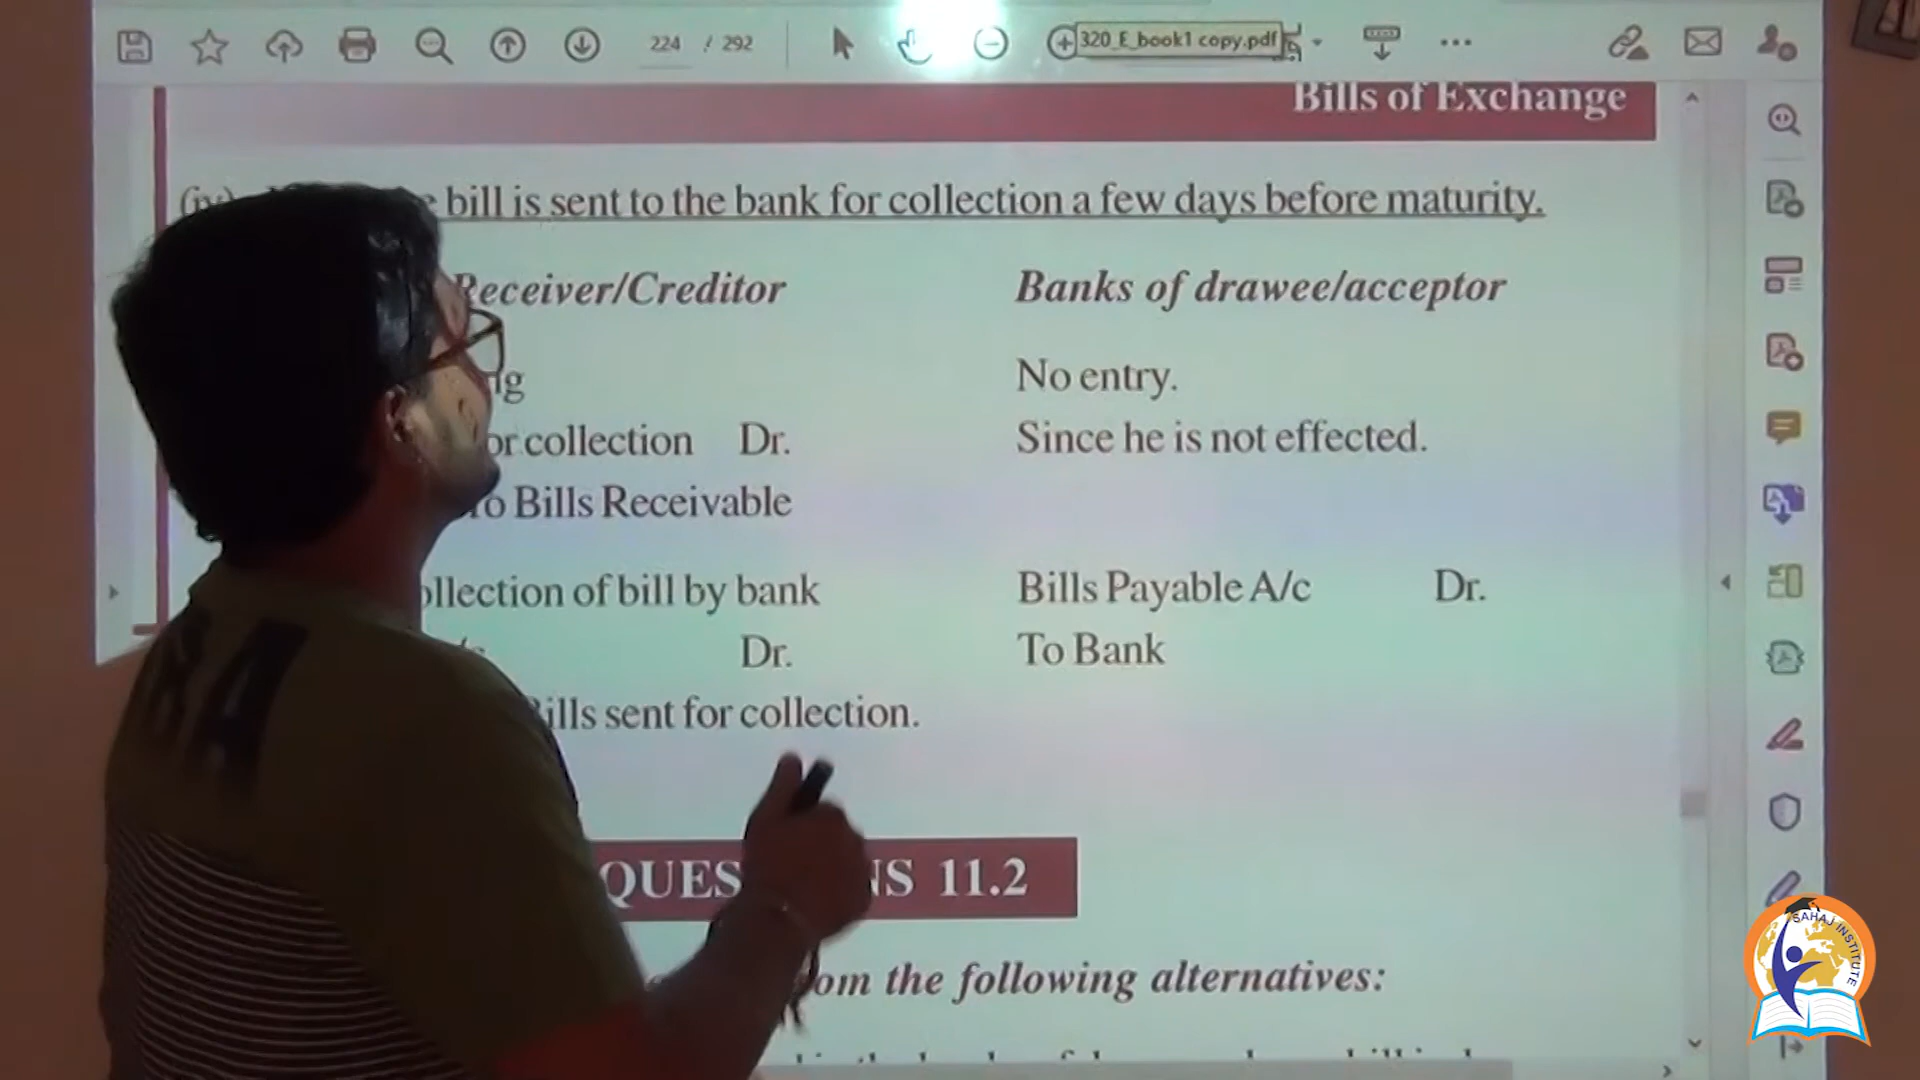 224 / 292
320_E_book1 copy.pdf
Bills of Exchange
(iv) bill is sent to the bank for collection a few days before maturity.
Receiver/Creditor Banks of drawee/acceptor
No entry.
or collection Dr. Since he is not effected.
To Bills Receivable
ollection of bill by bank Bills Payable A/c Dr.
Dr. To Bank
Bills sent for collection.
QUES NS 11.2
om the following alternatives:
SAHAJ INSTITUTE